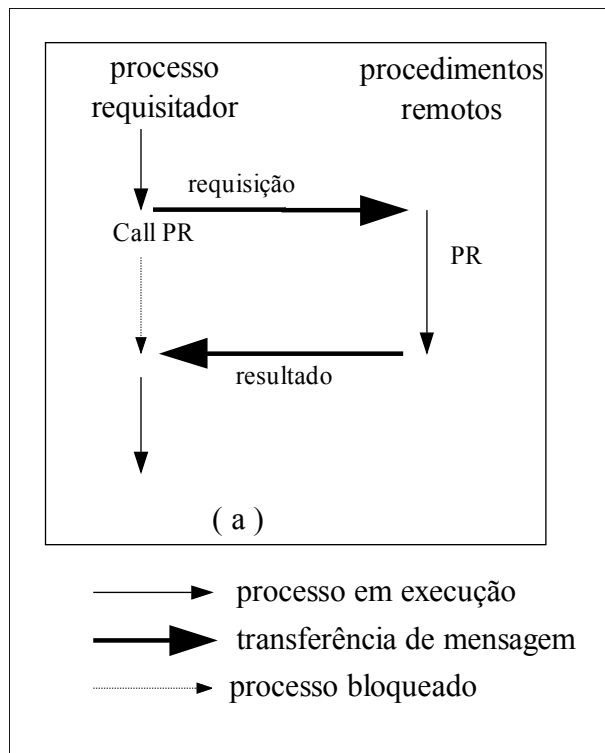 processo
requisitador
procedimentos
remotos
requisição
Call PR
PR
resultado
( a )
processo em execução
transferência de mensagem
processo bloqueado